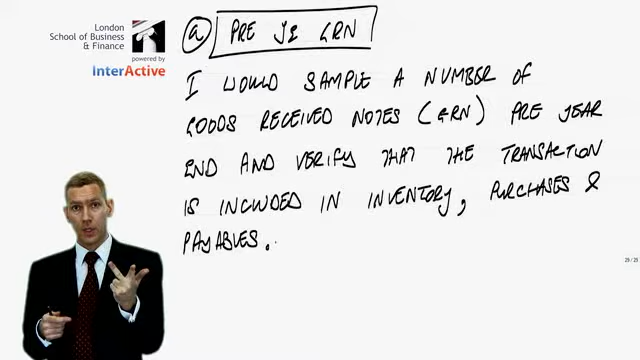 London
School of Business
& Finance
powered by
InterActive
(a) PRE YE GRN
I WOULD SAMPLE A NUMBER OF
GOODS RECEIVED NOTES (GRN) PRE YEAR
END AND VERIFY THAT THE TRANSACTION
IS INCLUDED IN INVENTORY, PURCHASES &
PAYABLES.
25 / 25